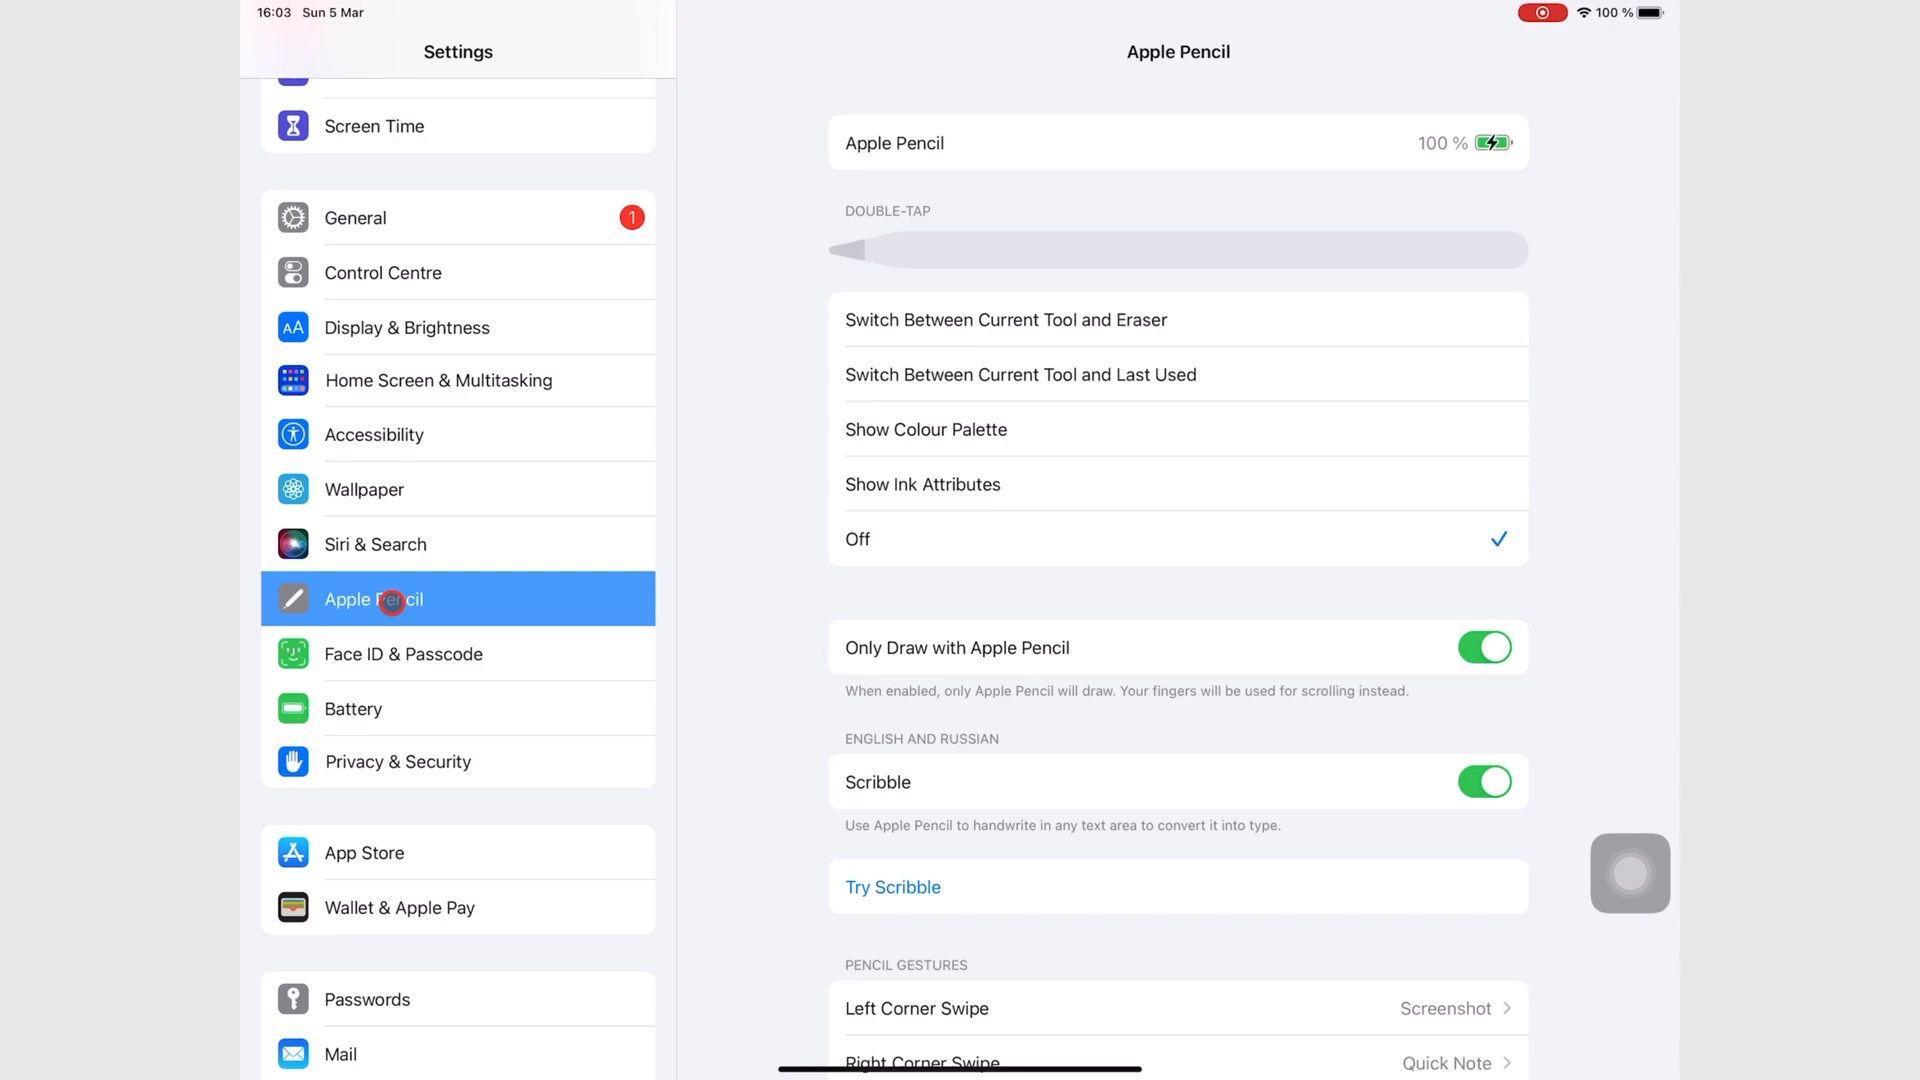 16:03 Sun 5 Mar
100 %
Settings
Screen Time
General 1
Control Centre
AA Display & Brightness
Home Screen & Multitasking
Accessibility
Wallpaper
Siri & Search
Apple Pencil
Face ID & Passcode
Battery
Privacy & Security
App Store
Wallet & Apple Pay
Passwords
Mail
Apple Pencil
Apple Pencil 100 %
DOUBLE-TAP
Switch Between Current Tool and Eraser
Switch Between Current Tool and Last Used
Show Colour Palette
Show Ink Attributes
Off
Only Draw with Apple Pencil
When enabled, only Apple Pencil will draw. Your fingers will be used for scrolling instead.
ENGLISH AND RUSSIAN
Scribble
Use Apple Pencil to handwrite in any text area to convert it into type.
Try Scribble
PENCIL GESTURES
Left Corner Swipe Screenshot
Right Corner Swipe Quick Note